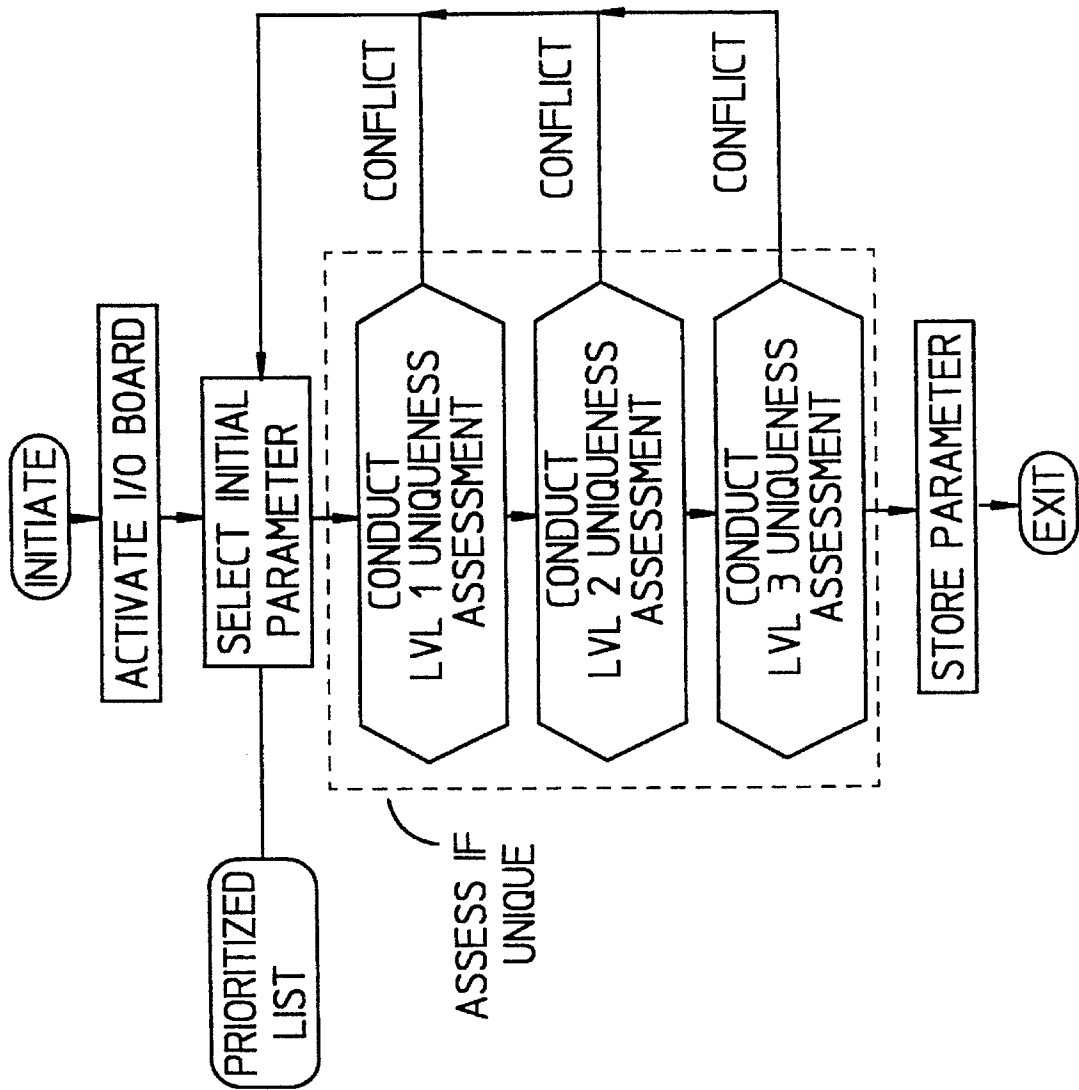 INITIATE
ACTIVATE I/O BOARD
PRIORITIZED
LIST
SELECT INITIAL
PARAMETER
CONFLICT
CONDUCT
LVL 1 UNIQUENESS
ASSESSMENT
ASSESS IF
UNIQUE
CONFLICT
CONDUCT
LVL 2 UNIQUENESS
ASSESSMENT
CONFLICT
CONDUCT
LVL 3 UNIQUENESS
ASSESSMENT
STORE PARAMETER
EXIT